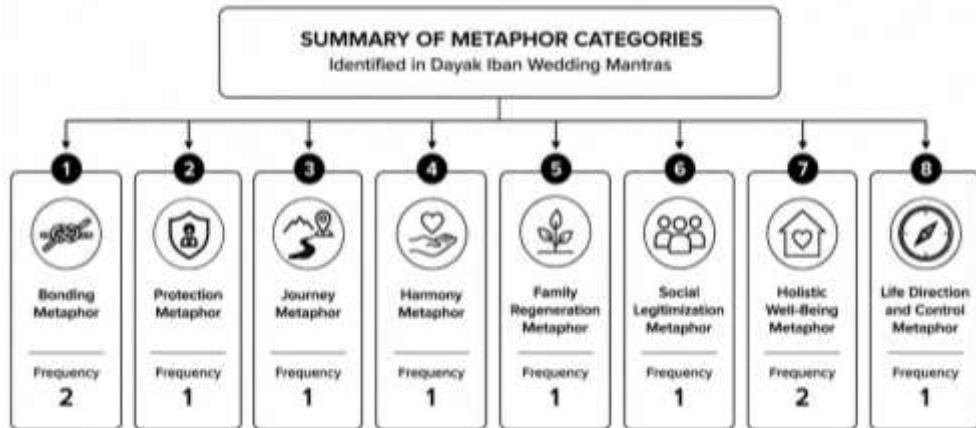 SUMMARY OF METAPHOR CATEGORIES
Identified in Dayak Iban Wedding Mantras
1
Bonding
Metaphor
Frequency
2
2
Protection
Metaphor
Frequency
1
3
Journey
Metaphor
Frequency
1
4
Harmony
Metaphor
Frequency
1
5
Family
Regeneration
Metaphor
Frequency
1
6
Social
Legitimization
Metaphor
Frequency
1
7
Holistic
Well-Being
Metaphor
Frequency
2
8
Life Direction
and Control
Metaphor
Frequency
1